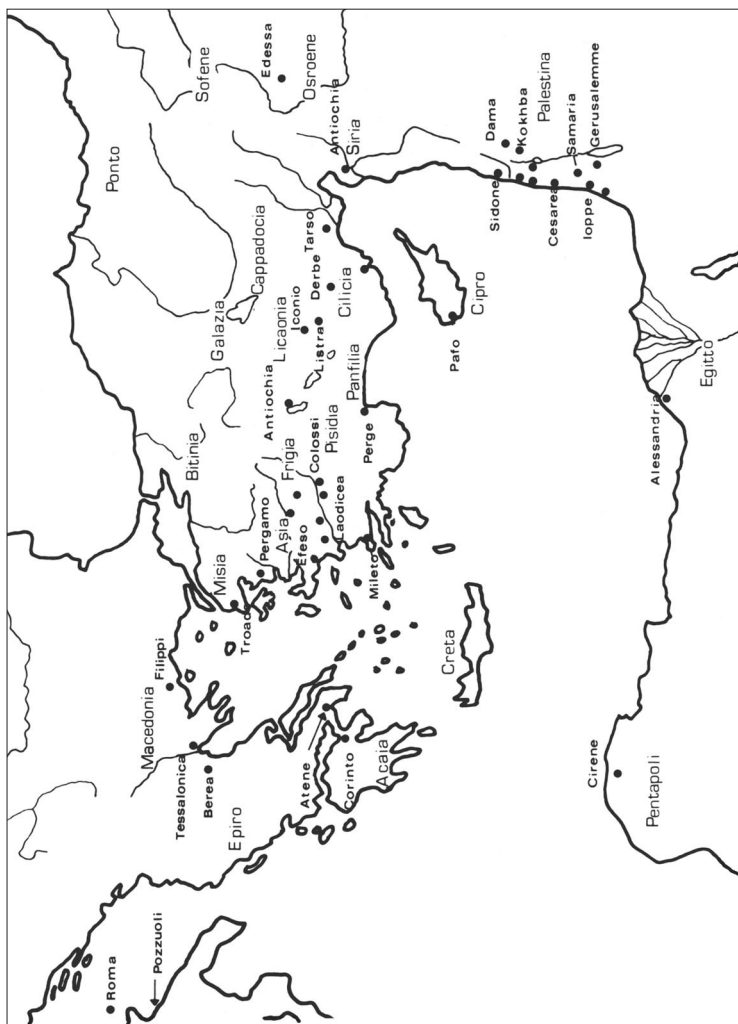 Roma
Pozzuoli
Macedonia
Filippi
Tessalonica
Berea
Epiro
Misia
Troad
Bitinia
Pergamo
Ponto
Galazia
Cappadocia
Sofene
Edessa
Osroene
Asia
Frigia
Antiochia
Licaonia
Iconio
Efeso
Colossi
Listra
Derbe
Tarso
Laodicea
Pisidia
Cilicia
Antiochia
Siria
Atene
Corinto
Acaia
Mileto
Perge
Panfilia
Creta
Pafo
Cipro
Sidone
Dama
Kokhba
Palestina
Cesarea
Samaria
Ioppe
Gerusalemme
Cirene
Pentapoli
Alessandria
Egitto